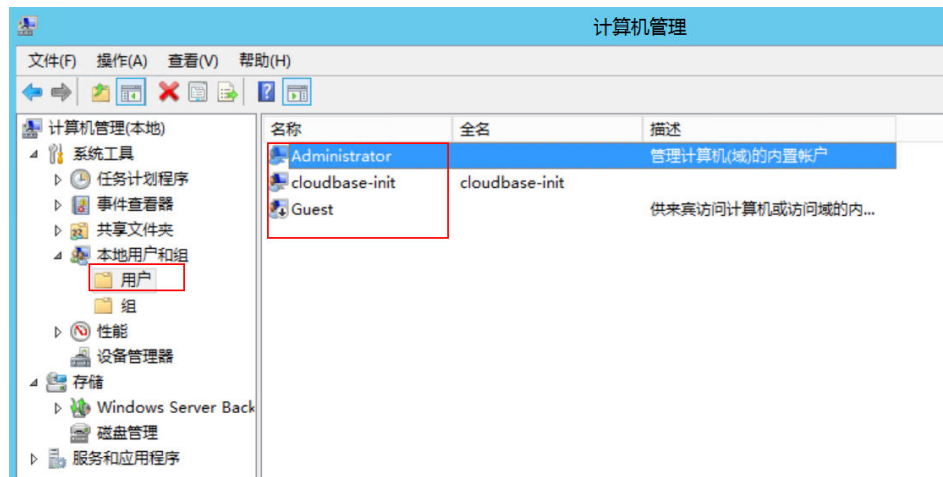 计算机管理
文件(F) 操作(A) 查看(V) 帮助(H)
计算机管理(本地)
系统工具
任务计划程序
事件查看器
共享文件夹
本地用户和组
用户
组
性能
设备管理器
存储
Windows Server Back
磁盘管理
服务和应用程序
名称 全名 描述
Administrator 管理计算机(域)的内置帐户
cloudbase-init cloudbase-init
Guest 供来宾访问计算机或访问域的内...